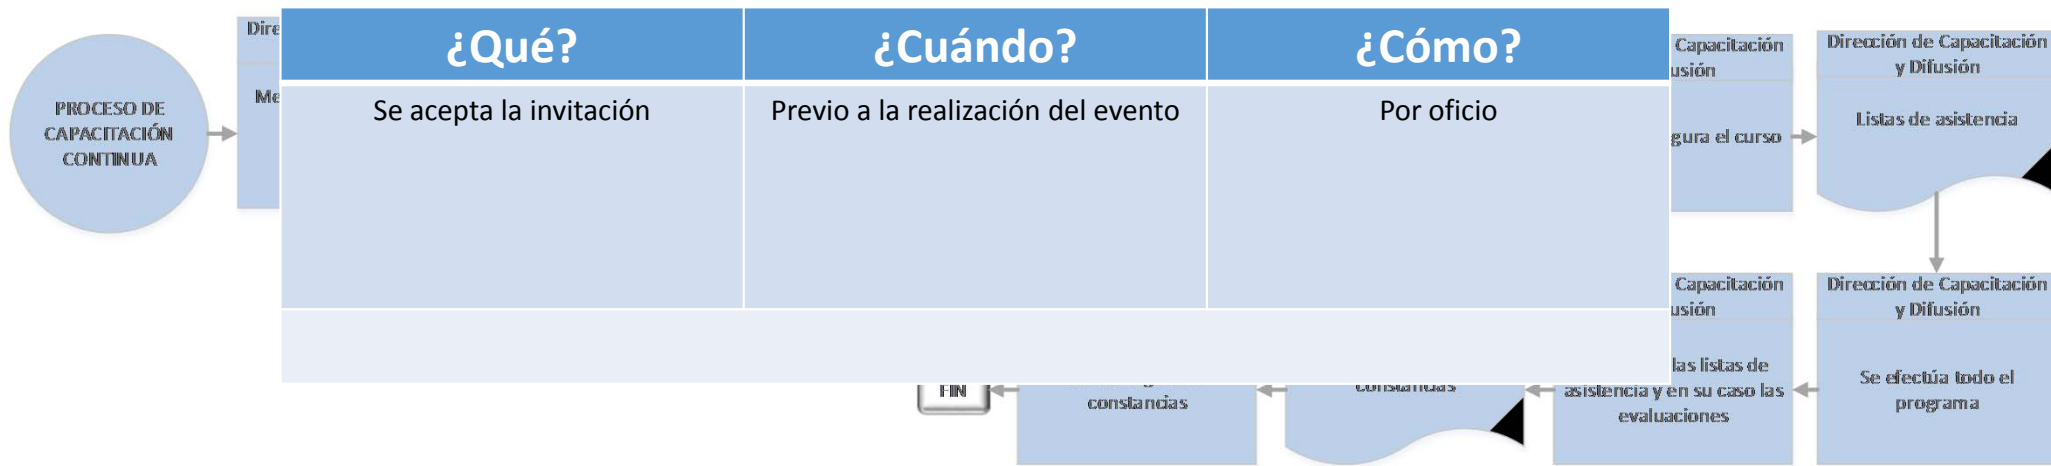 PROCESO DE
CAPACITACIÓN
CONTINUA
Dire
Me
¿Qué?
¿Cuándo?
¿Cómo?
Se acepta la invitación
Previo a la realización del evento
Por oficio
Capacitación
usión
gura el curso
Dirección de Capacitación
y Difusión
Listas de asistencia
Capacitación
usión
las listas de
asistencia y en su caso las
evaluaciones
Dirección de Capacitación
y Difusión
Se efectúa todo el
programa
constancias
constancias
FIN